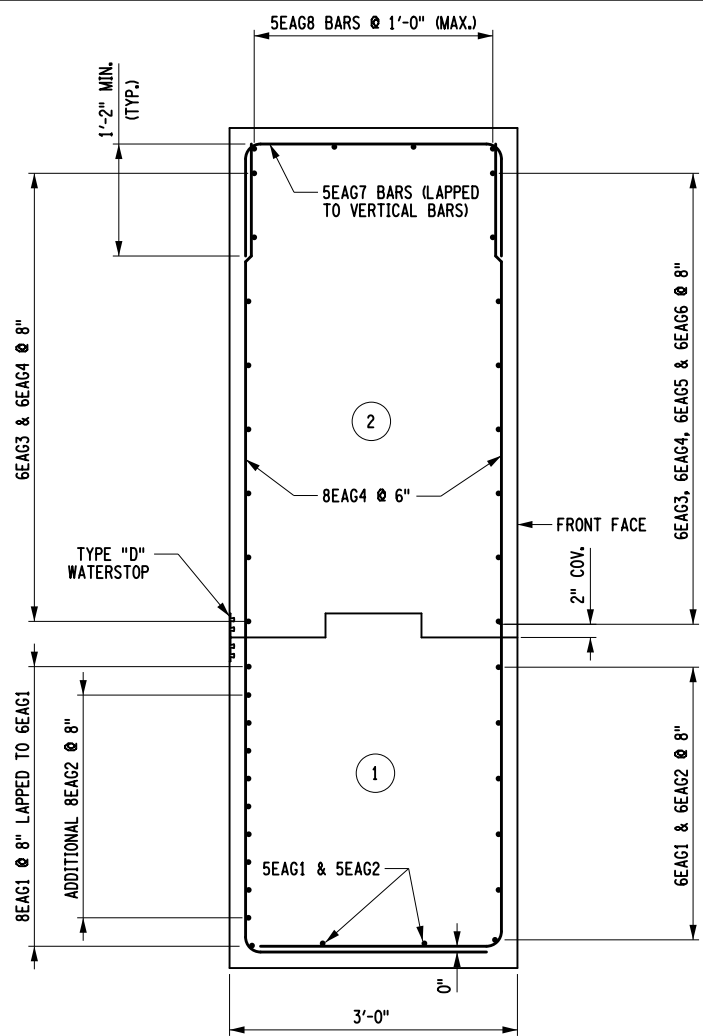 5EAG8 BARS @ 1'-0" (MAX.)
1'-2" MIN.
(TYP.)
5EAG7 BARS (LAPPED
TO VERTICAL BARS)
6EAG3 & 6EAG4 @ 8"
6EAG3, 6EAG4, 6EAG5 & 6EAG6 @ 8"
2
8EAG4 @ 6"
FRONT FACE
TYPE "D"
WATERSTOP
2" COV.
8EAG1 @ 8" LAPPED TO 6EAG1
ADDITIONAL 8EAG2 @ 8"
1
6EAG1 & 6EAG2 @ 8"
5EAG1 & 5EAG2
0"
3'-0"